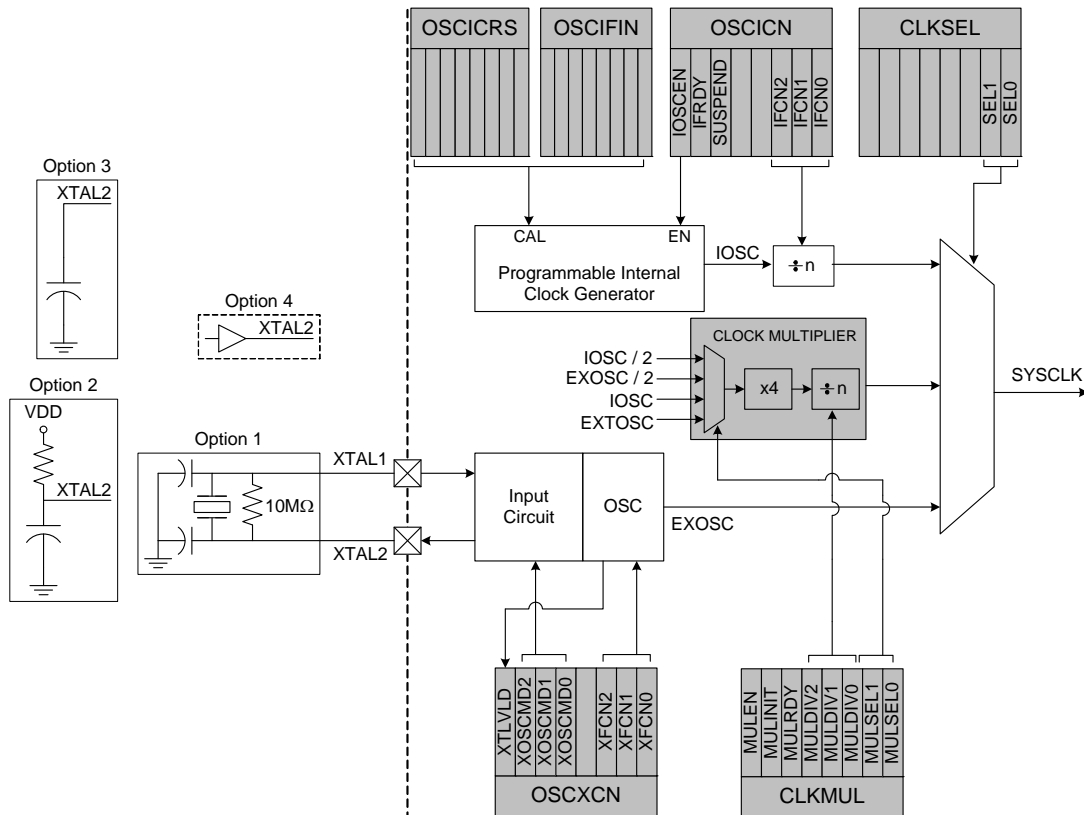 OSCICRS
OSCIFIN
OSCICN
CLKSEL
IOSCEN
IFRDY
SUSPEND
IFCN2
IFCN1
IFCN0
SEL1
SEL0
Option 3
XTAL2
Option 4
XTAL2
Option 2
VDD
XTAL2
Option 1
10MΩ
XTAL1
XTAL2
CAL
EN
Programmable Internal
Clock Generator
IOSC
÷n
CLOCK MULTIPLIER
IOSC / 2
EXOSC / 2
IOSC
EXTOSC
x4
÷n
SYSCLK
Input
Circuit
OSC
EXOSC
XTLVLD
XOSCMD2
XOSCMD1
XOSCMD0
XFCN2
XFCN1
XFCN0
OSCXCN
MULEN
MULINIT
MULRDY
MULDIV2
MULDIV1
MULDIV0
MULSEL1
MULSEL0
CLKMUL